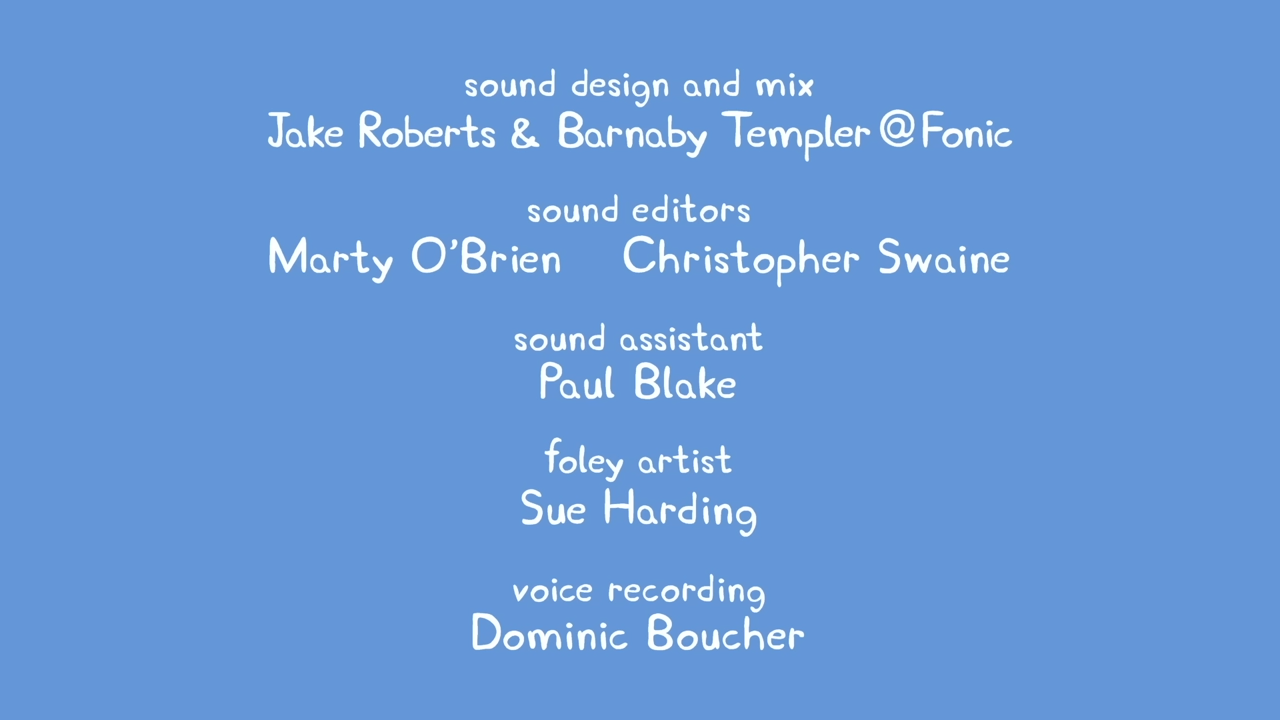 sound design and mix
Jake Roberts & Barnaby Templer @ Fonic
sound editors
Marty O'Brien Christopher Swaine
sound assistant
Paul Blake
foley artist
Sue Harding
voice recording
Dominic Boucher